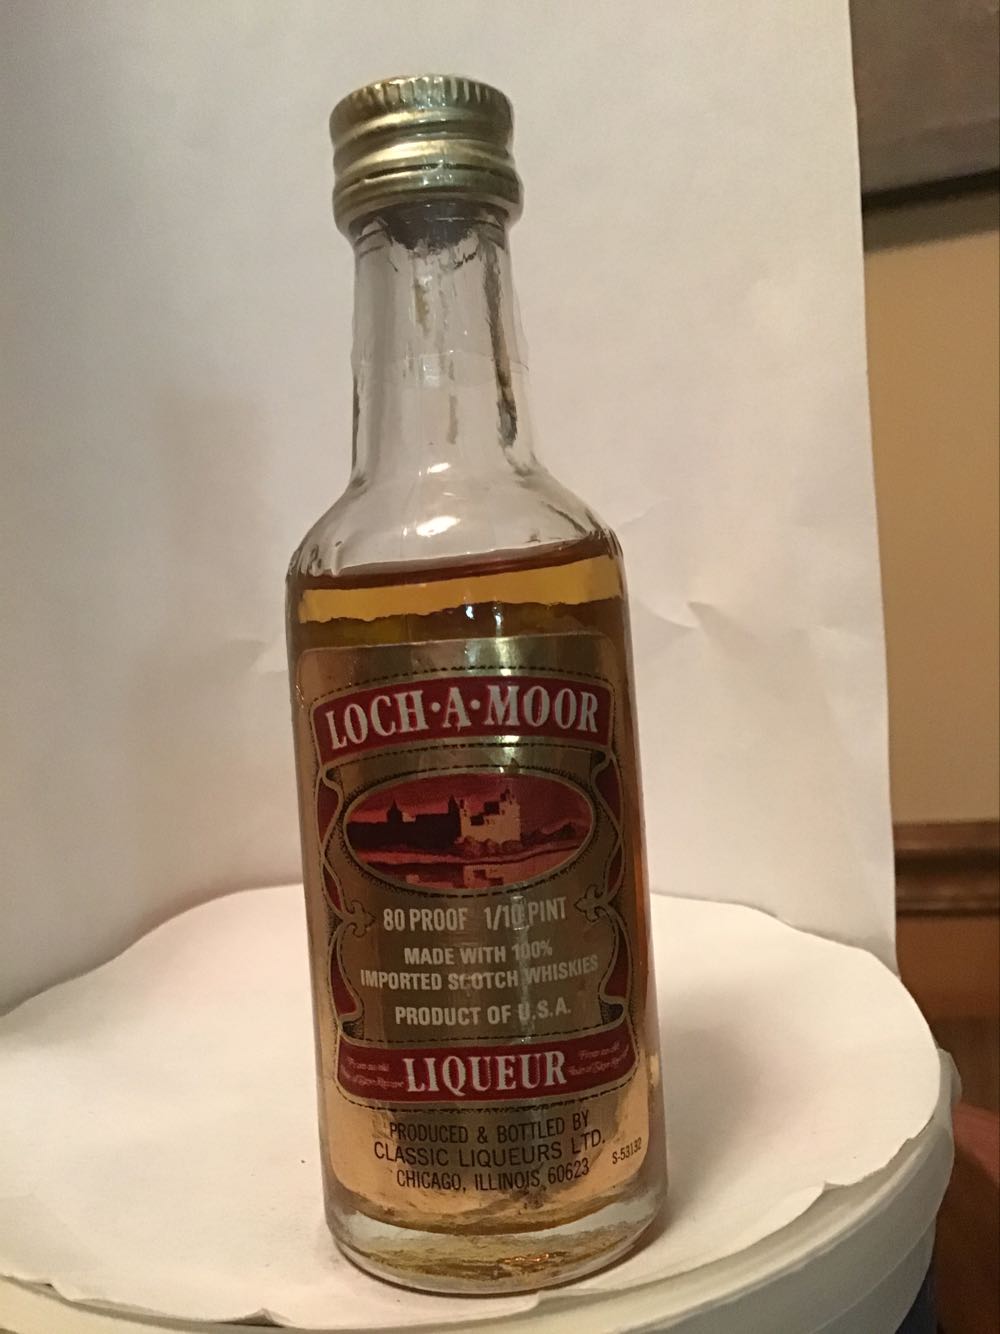 LOCH·A·MOOR
80 PROOF 1/10 PINT
MADE WITH 100%
IMPORTED SCOTCH WHISKIES
PRODUCT OF U.S.A.
LIQUEUR
PRODUCED & BOTTLED BY
CLASSIC LIQUEURS LTD.
CHICAGO, ILLINOIS 60623
S-53132